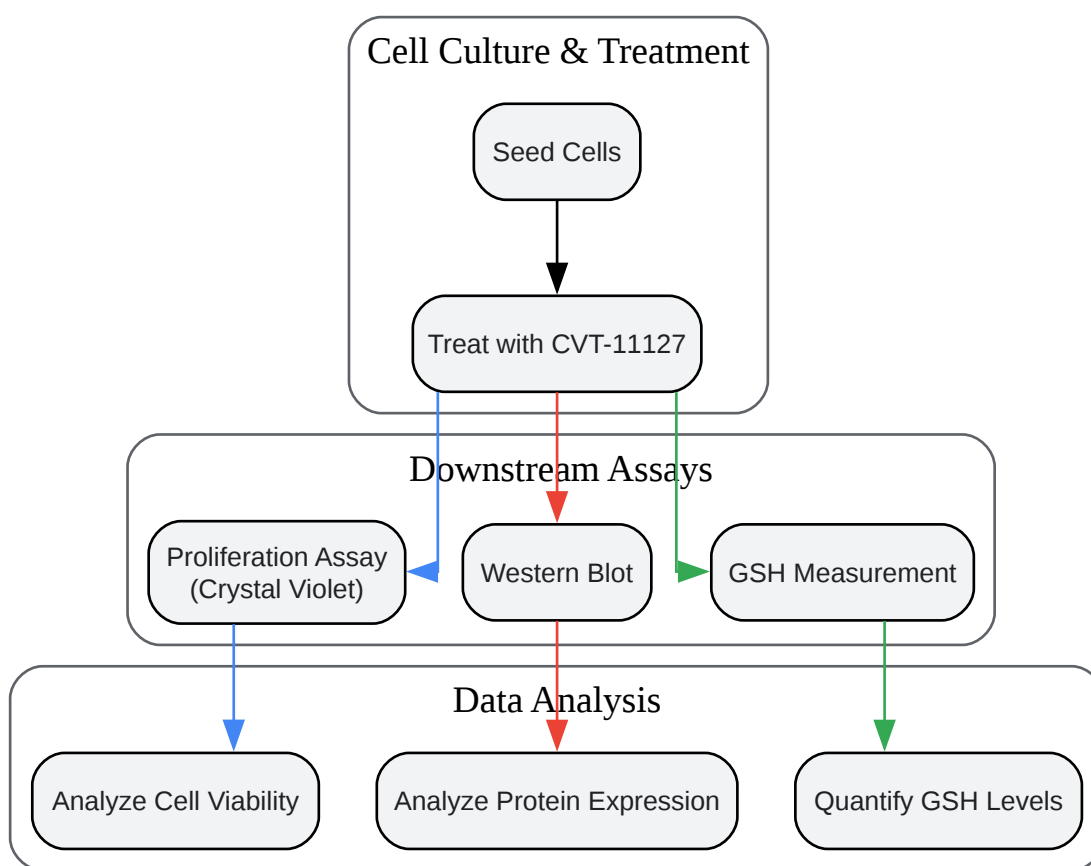 Cell Culture & Treatment
Seed Cells
Treat with CVT-11127
Downstream Assays
Proliferation Assay
(Crystal Violet)
Western Blot
GSH Measurement
Data Analysis
Analyze Cell Viability
Analyze Protein Expression
Quantify GSH Levels